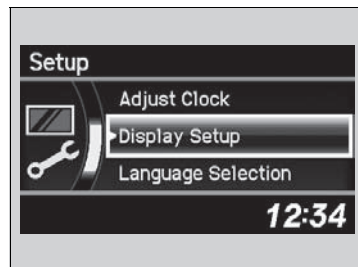 Setup
Adjust Clock
Display Setup
Language Selection
12:34